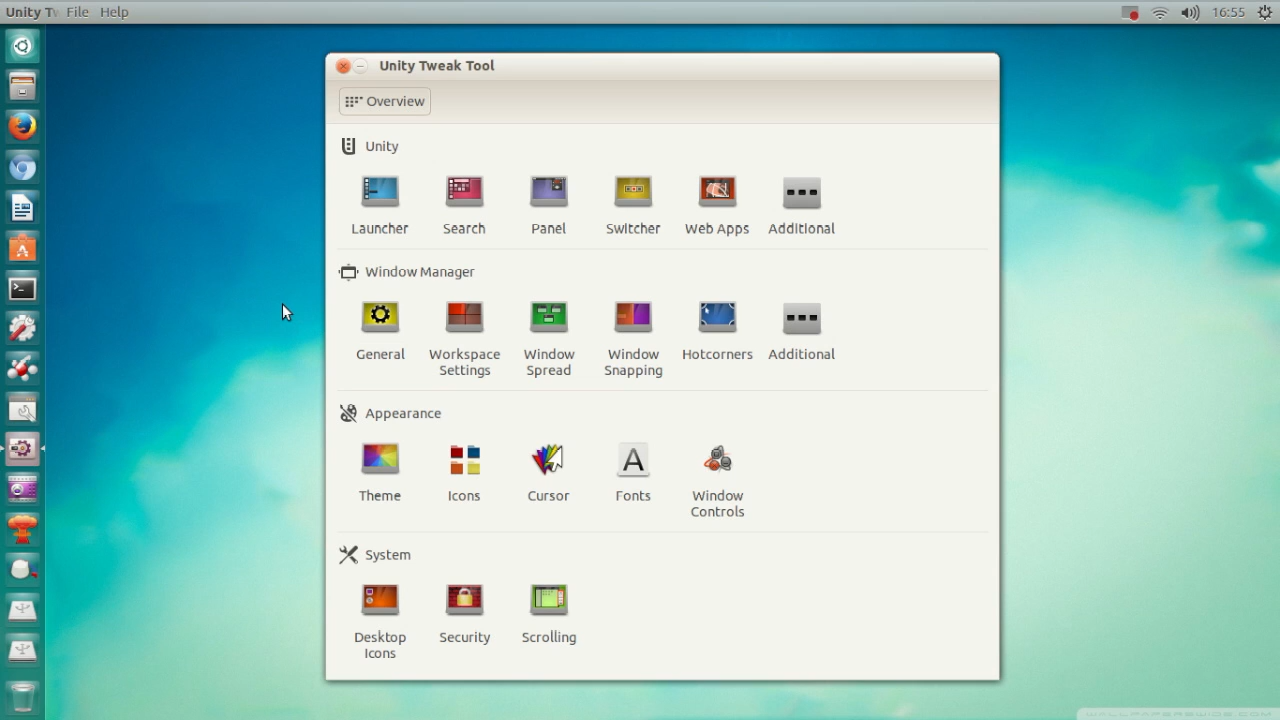 Unity Tw File Help 16:55
Unity Tweak Tool
Overview
Unity
Launcher Search Panel Switcher Web Apps Additional
Window Manager
General Workspace Settings Window Spread Window Snapping Hotcorners Additional
Appearance
Theme Icons Cursor Fonts Window Controls
System
Desktop Icons Security Scrolling
WALLPAPERSWIDE.COM